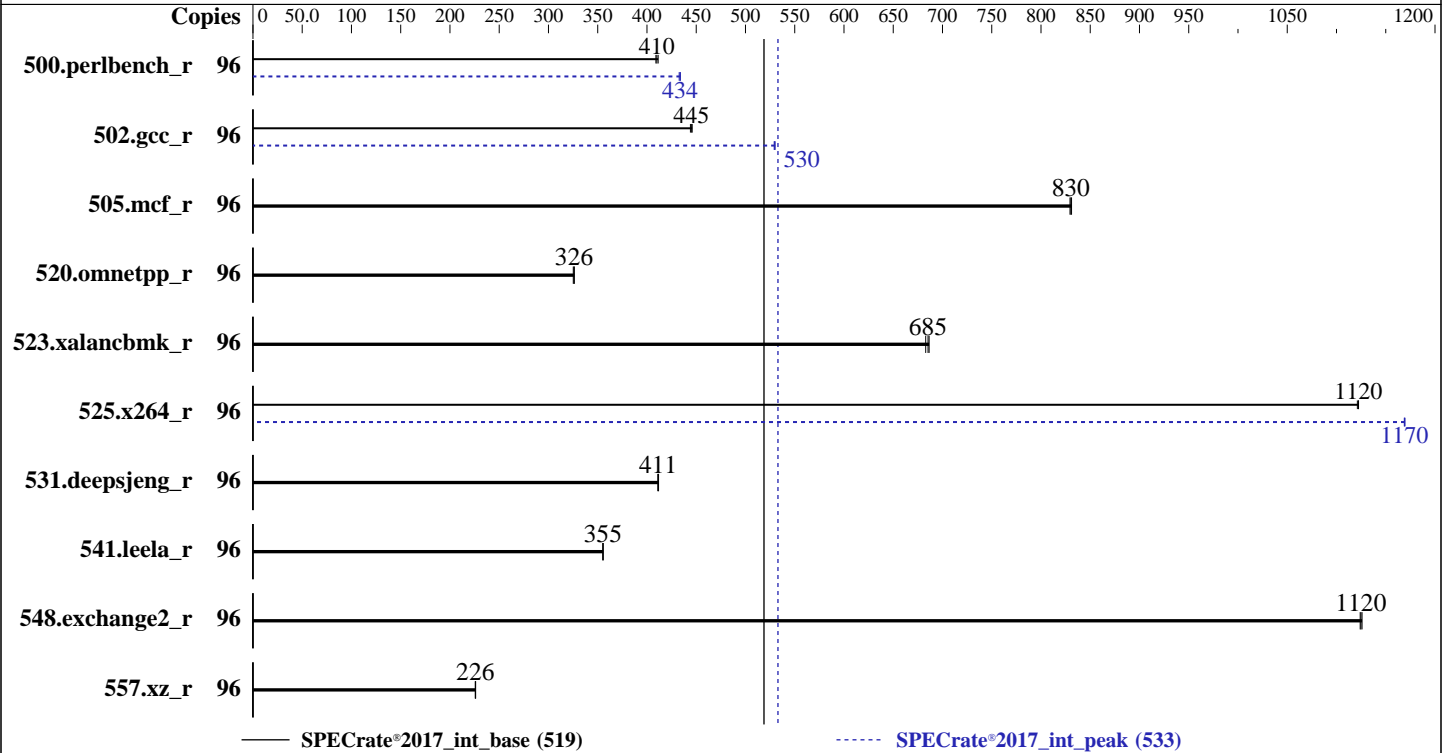 Copies 0 50.0 100 150 200 250 300 350 400 450 500 550 600 650 700 750 800 850 900 950 1050 1200
410
500.perlbench_r 96
434
445
502.gcc_r 96
530
830
505.mcf_r 96
326
520.omnetpp_r 96
685
523.xalancbmk_r 96
1120
525.x264_r 96
1170
411
531.deepsjeng_r 96
355
541.leela_r 96
1120
548.exchange2_r 96
226
557.xz_r 96
SPECrate®2017_int_base (519) SPECrate®2017_int_peak (533)